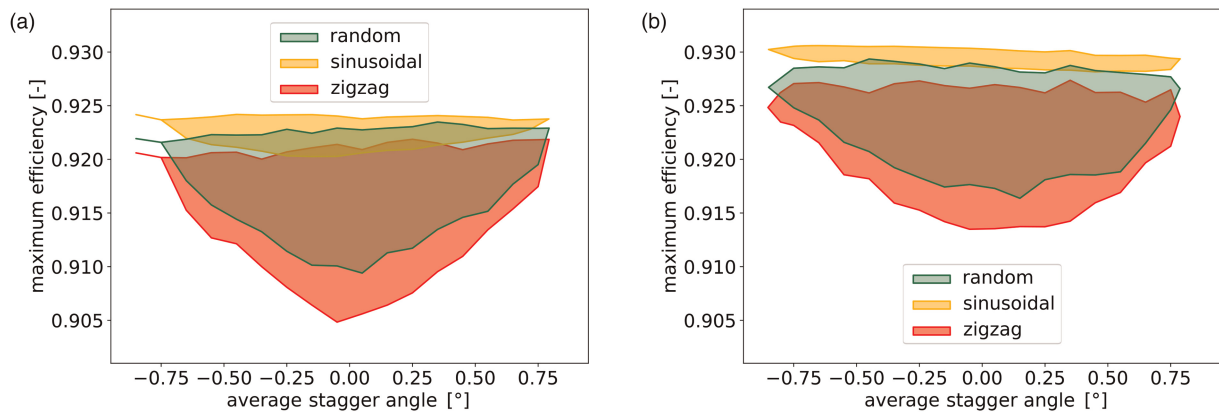 (a)
maximum efficiency [-]
0.930
0.925
0.920
0.915
0.910
0.905
random
sinusoidal
zigzag
−0.75 −0.50 −0.25 0.00 0.25 0.50 0.75
average stagger angle [°]
(b)
maximum efficiency [-]
0.930
0.925
0.920
0.915
0.910
0.905
random
sinusoidal
zigzag
−0.75 −0.50 −0.25 0.00 0.25 0.50 0.75
average stagger angle [°]